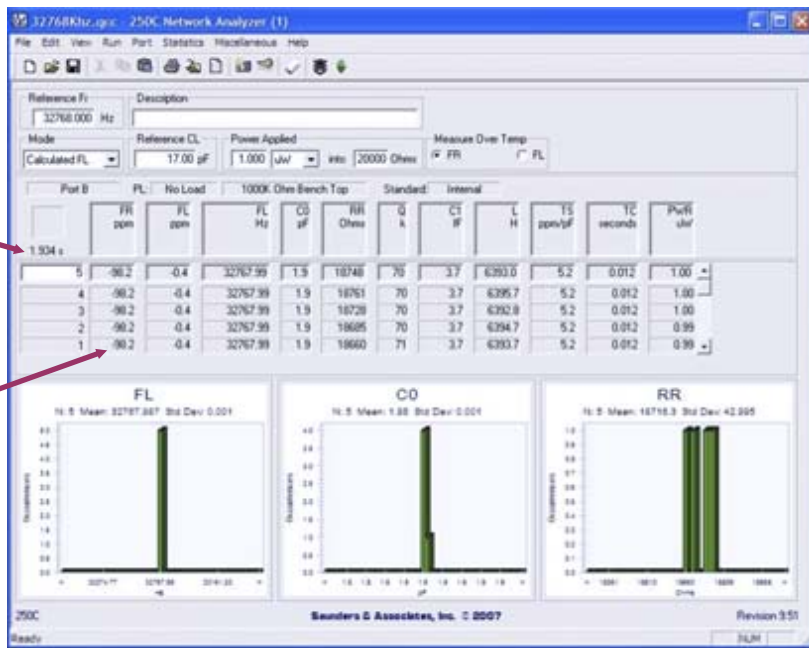 32768Khz.qcc - 250C Network Analyzer (1)
File Edit View Run Port Statistics Miscellaneous Help
Reference Fr Description
32768.000 Hz
Mode Reference CL Power Applied Measure Over Temp
Calculated FL 17.00 pF 1.000 uW into 20000 Ohms FR FL
Port B PL: No Load 1000K Ohm Bench Top Standard: Internal
FR FL FL C0 RR Q C1 L TS TC PwrR
ppm ppm Hz pF Ohms k fF H ppm/pF seconds uW
1.934 s
5 -98.2 -0.4 32767.99 1.9 18748 70 3.7 6393.0 5.2 0.012 1.00
4 -98.2 -0.4 32767.99 1.9 18761 70 3.7 6395.7 5.2 0.012 1.00
3 -98.2 -0.4 32767.99 1.9 18728 70 3.7 6392.8 5.2 0.012 1.00
2 -98.2 -0.4 32767.99 1.9 18685 70 3.7 6394.7 5.2 0.012 0.99
1 -98.2 -0.4 32767.99 1.9 18660 71 3.7 6393.7 5.2 0.012 0.99
FL C0 RR
N: 5 Mean: 32767.987 Std Dev: 0.001 N: 5 Mean: 1.88 Std Dev: 0.001 N: 5 Mean: 18716.3 Std Dev: 42.995
Occurrences Occurrences Occurrences
Hz pF Ohms
250C Saunders & Associates, Inc. © 2007 Revision 9.51
Ready NUM